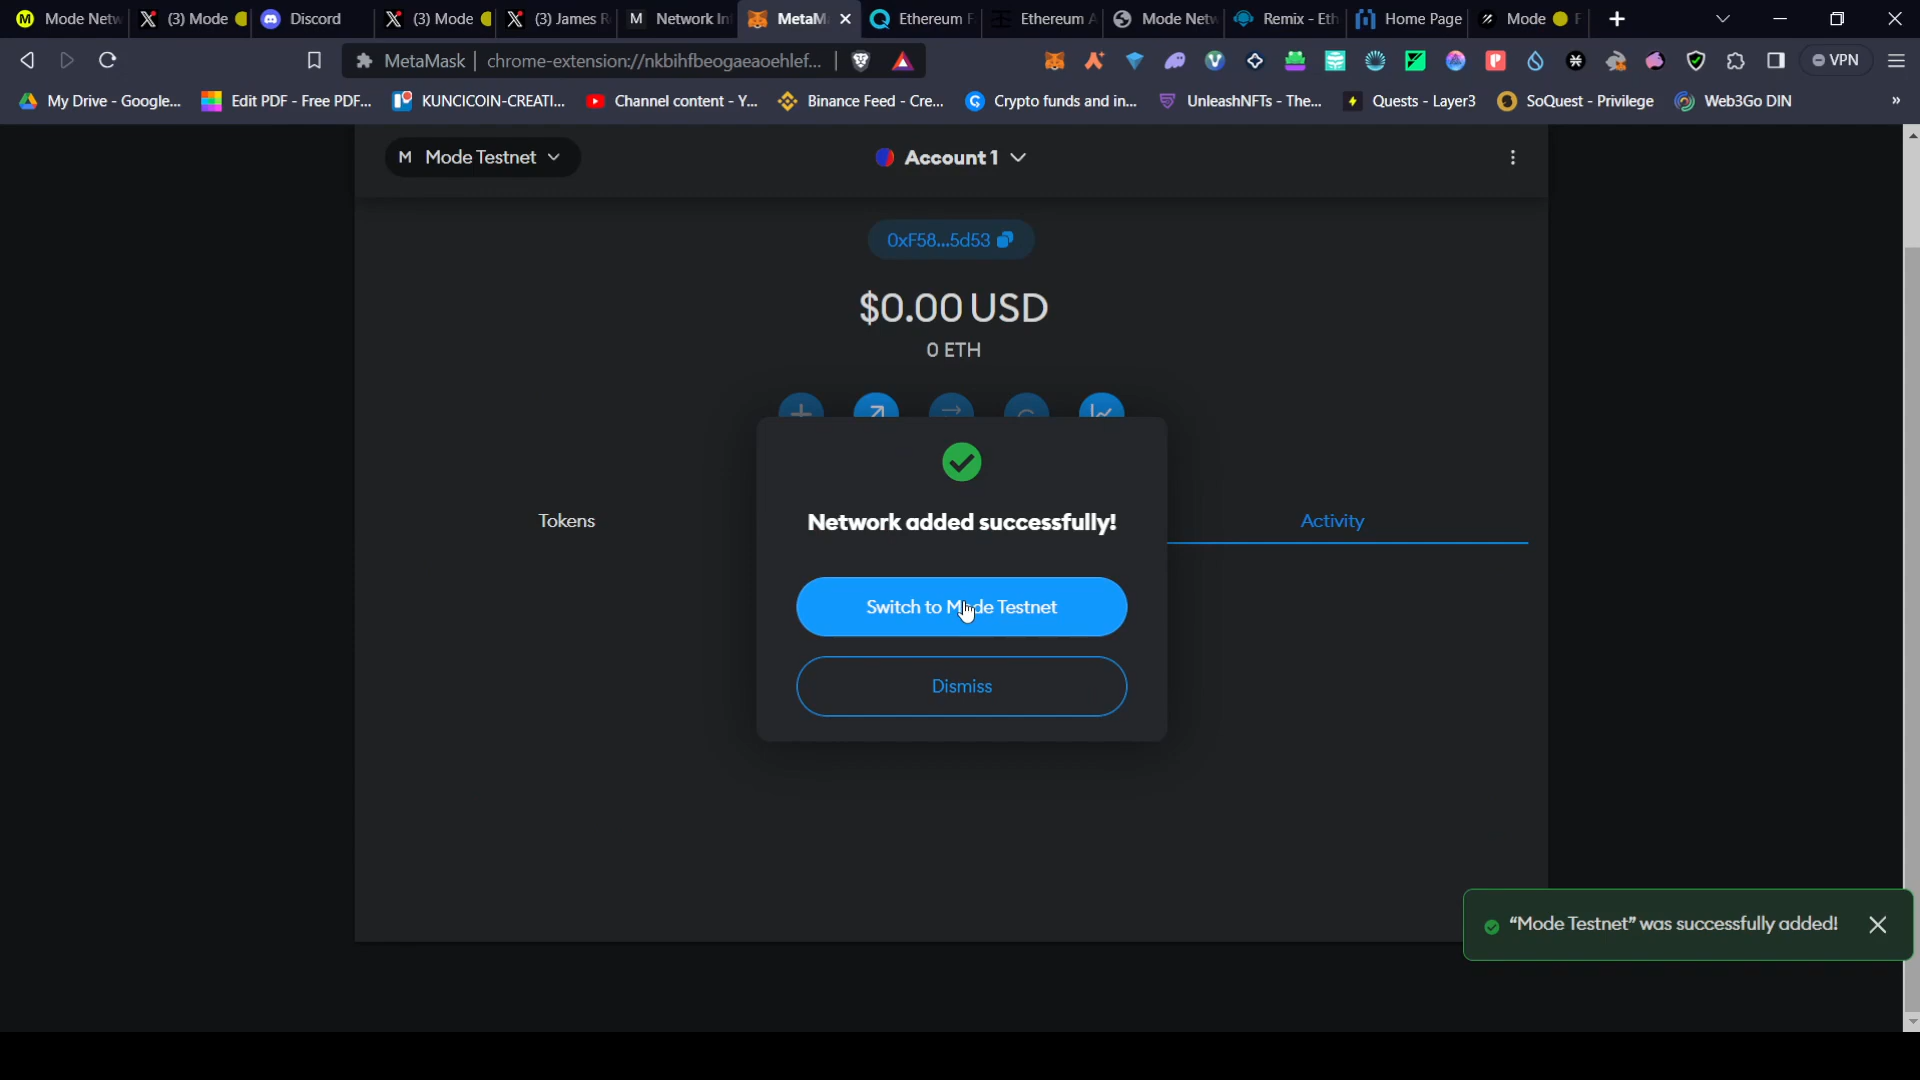 Mode Netw (3) Mode Discord (3) Mode (3) James R Network In MetaM Ethereum F Ethereum A Mode Netw Remix - Eth Home Page Mode F
MetaMask chrome-extension://nkbihfbeogaeaoehlef... VPN
My Drive - Google... Edit PDF - Free PDF... KUNCICOIN-CREATI... Channel content - Y... Binance Feed - Cre... Crypto funds and in... UnleashNFTs - The... Quests - Layer3 SoQuest - Privilege Web3Go DIN »
M Mode Testnet Account 1
0xF58...5d53
$0.00 USD
0 ETH
Network added successfully!
Tokens Activity
Switch to Mode Testnet
Dismiss
“Mode Testnet” was successfully added!